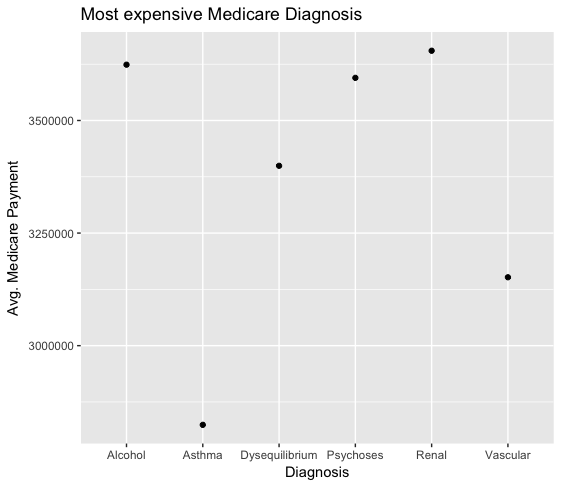 Most expensive Medicare Diagnosis
Avg. Medicare Payment
3500000
3250000
3000000
Alcohol Asthma Dysequilibrium Psychoses Renal Vascular
Diagnosis